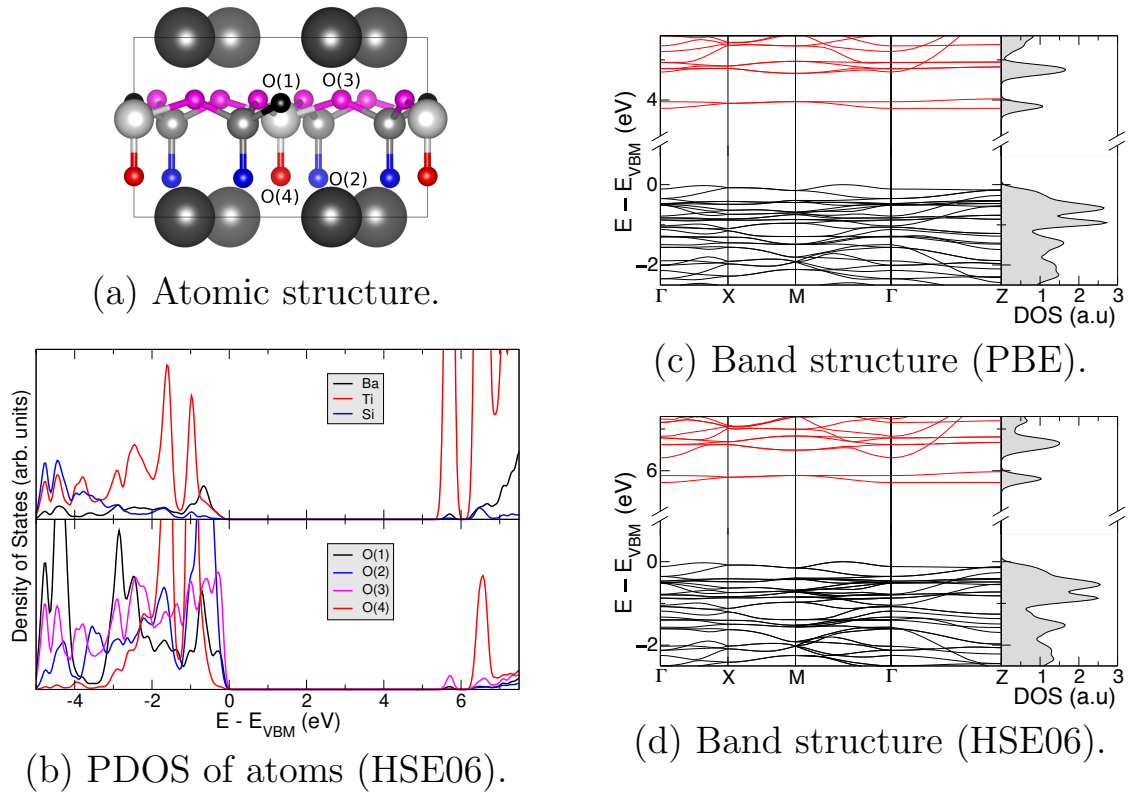 O(1)
O(3)
O(4)
O(2)
(a) Atomic structure.
Density of States (arb. units)
Ba
Ti
Si
O(1)
O(2)
O(3)
O(4)
-4 -2 0 2 4 6
E - E_VBM (eV)
(b) PDOS of atoms (HSE06).
E − E_VBM (eV)
4
0
−2
Γ X M Γ Z
1 2 3
DOS (a.u)
(c) Band structure (PBE).
E − E_VBM (eV)
6
0
−2
Γ X M Γ Z
1 2 3
DOS (a.u)
(d) Band structure (HSE06).